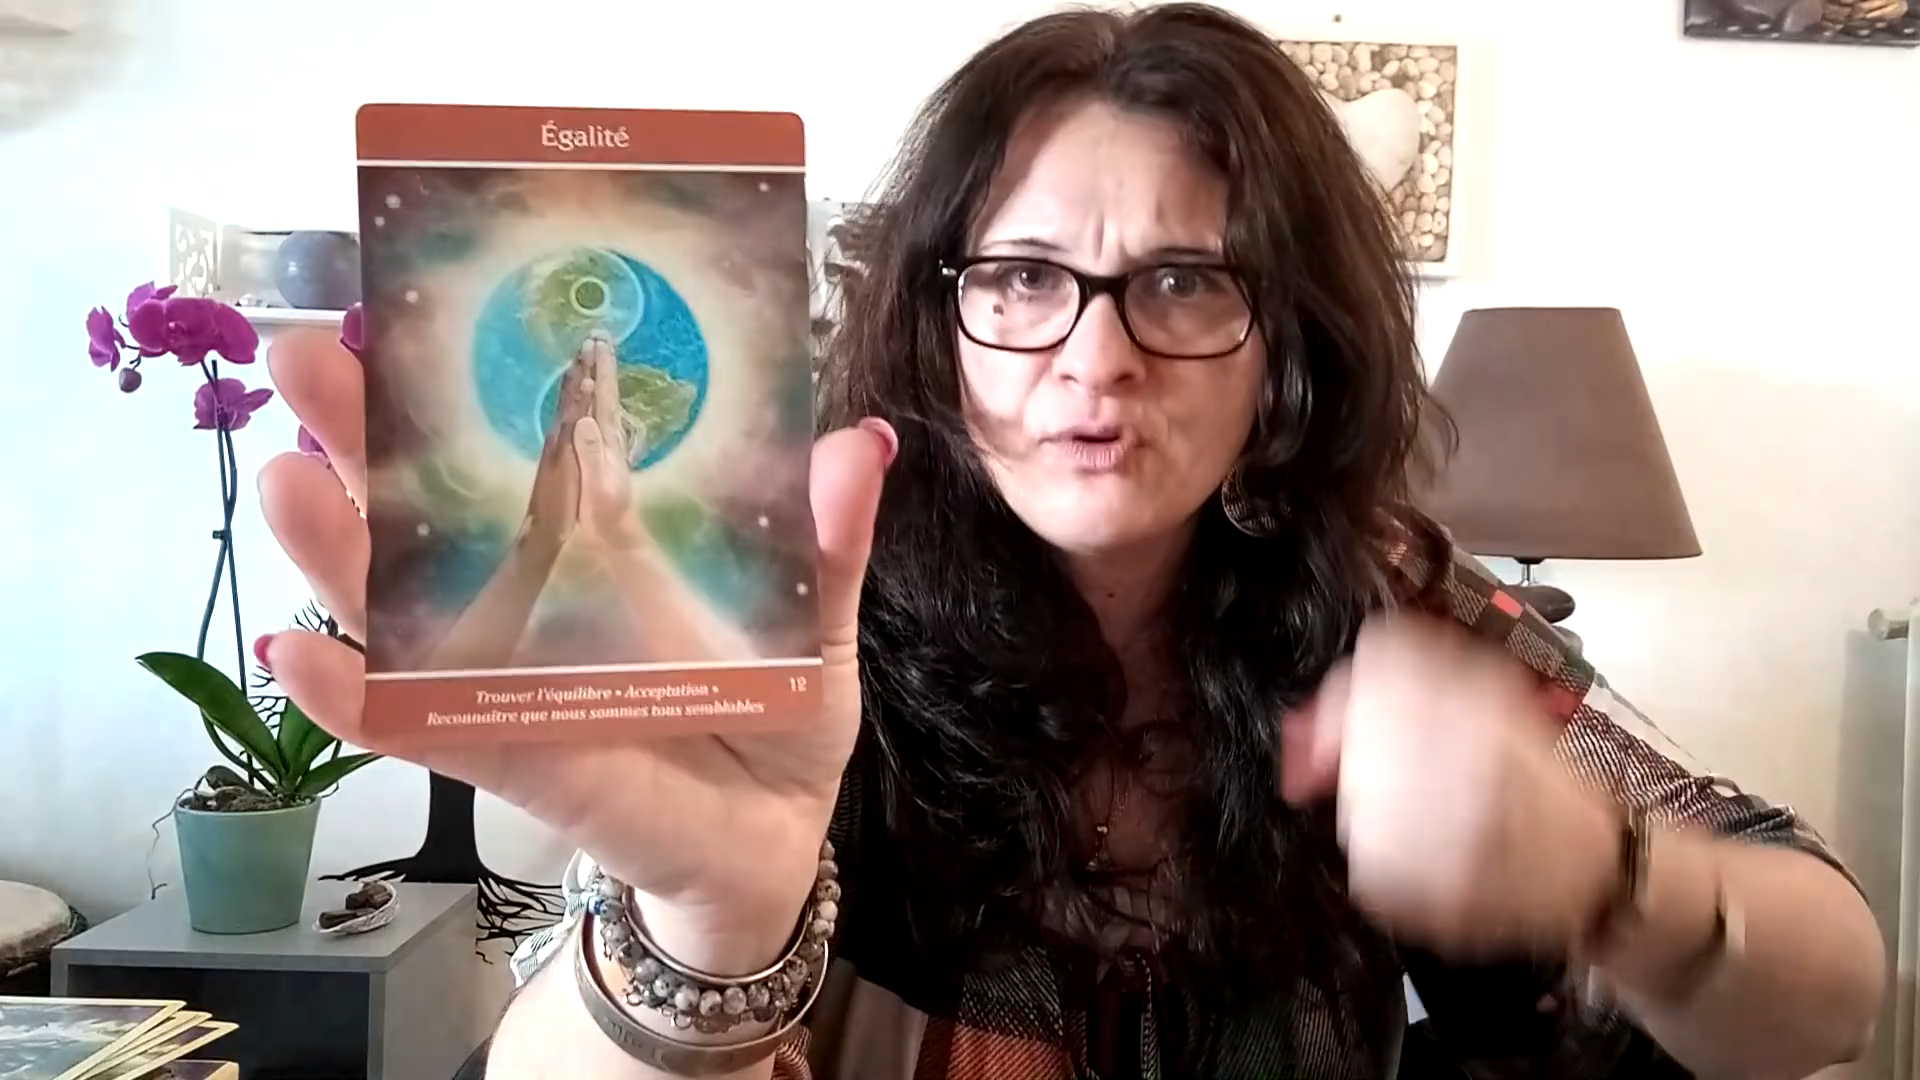 Égalité
Trouver l'équilibre • Acceptation •
Reconnaître que nous sommes tous semblables
12